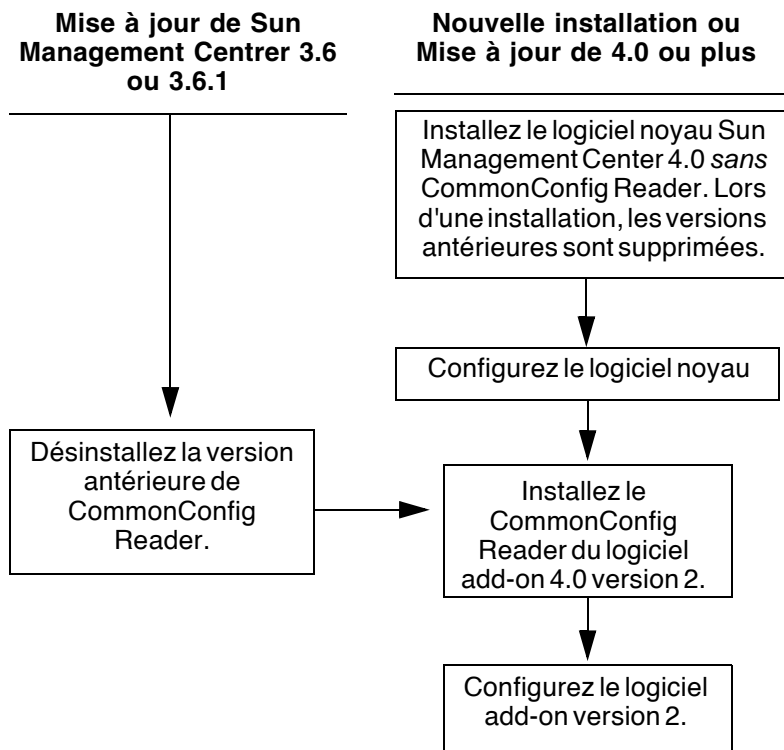 Mise à jour de Sun
Management Centrer 3.6
ou 3.6.1
Nouvelle installation ou
Mise à jour de 4.0 ou plus
Installez le logiciel noyau Sun
Management Center 4.0 sans
CommonConfig Reader. Lors
d'une installation, les versions
antérieures sont supprimées.
Configurez le logiciel noyau
Désinstallez la version
antérieure de
CommonConfig
Reader.
Installez le
CommonConfig
Reader du logiciel
add-on 4.0 version 2.
Configurez le logiciel
add-on version 2.